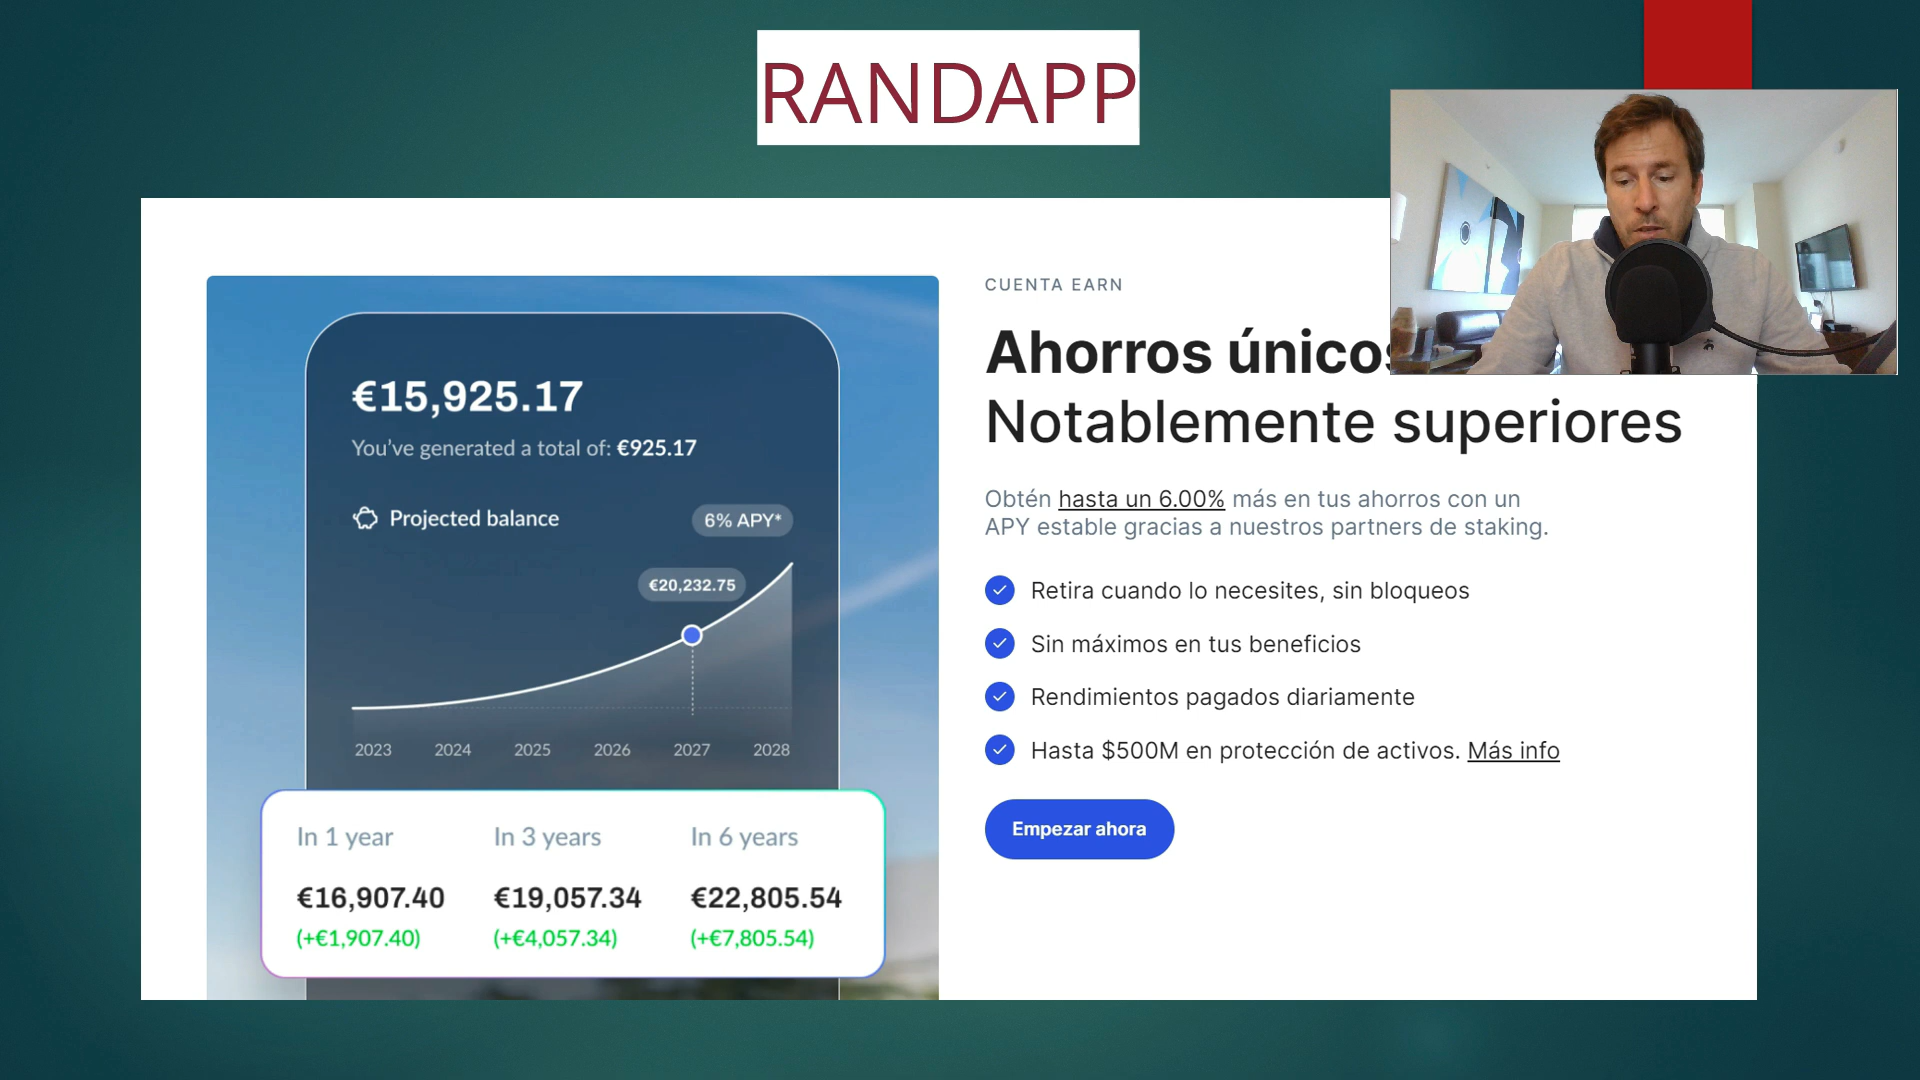 RANDAPP
€15,925.17
You've generated a total of: €925.17
Projected balance
6% APY*
€20,232.75
2023 2024 2025 2026 2027 2028
In 1 year In 3 years In 6 years
€16,907.40 €19,057.34 €22,805.54
(+€1,907.40) (+€4,057.34) (+€7,805.54)
CUENTA EARN
Ahorros únicos
Notablemente superiores
Obtén hasta un 6.00% más en tus ahorros con un
APY estable gracias a nuestros partners de staking.
Retira cuando lo necesites, sin bloqueos
Sin máximos en tus beneficios
Rendimientos pagados diariamente
Hasta $500M en protección de activos. Más info
Empezar ahora